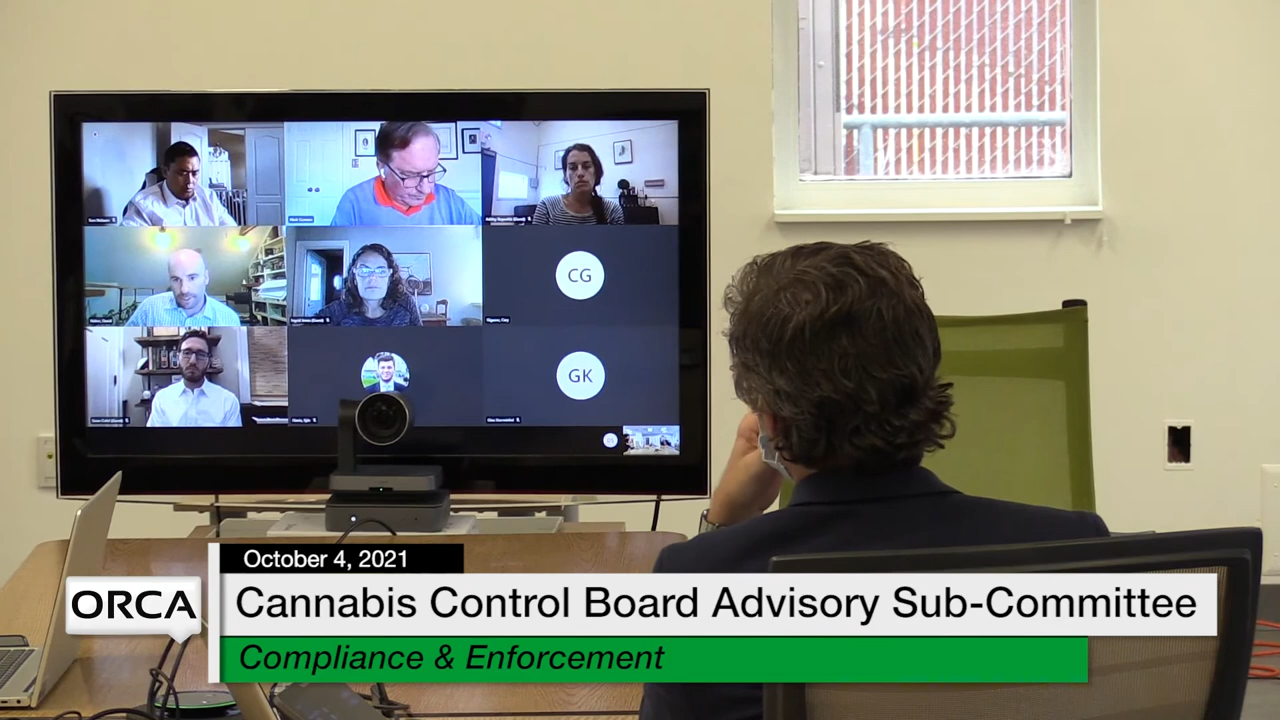 CG
GK
October 4, 2021
ORCA
Cannabis Control Board Advisory Sub-Committee
Compliance & Enforcement